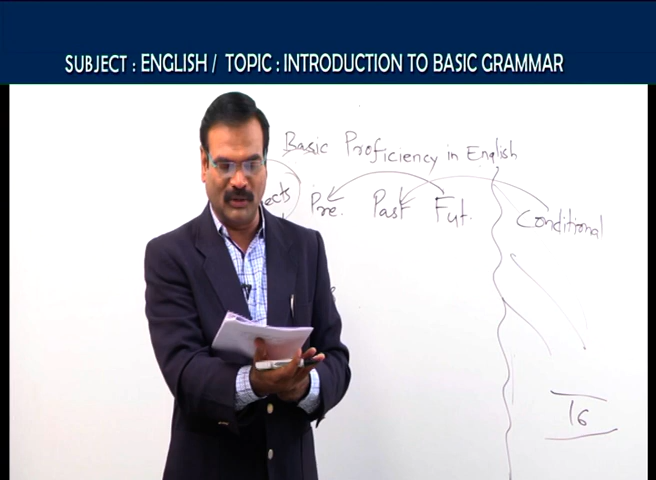 SUBJECT : ENGLISH / TOPIC : INTRODUCTION TO BASIC GRAMMAR
Basic Proficiency in English
ects Pre. Past Fut. Conditional
16